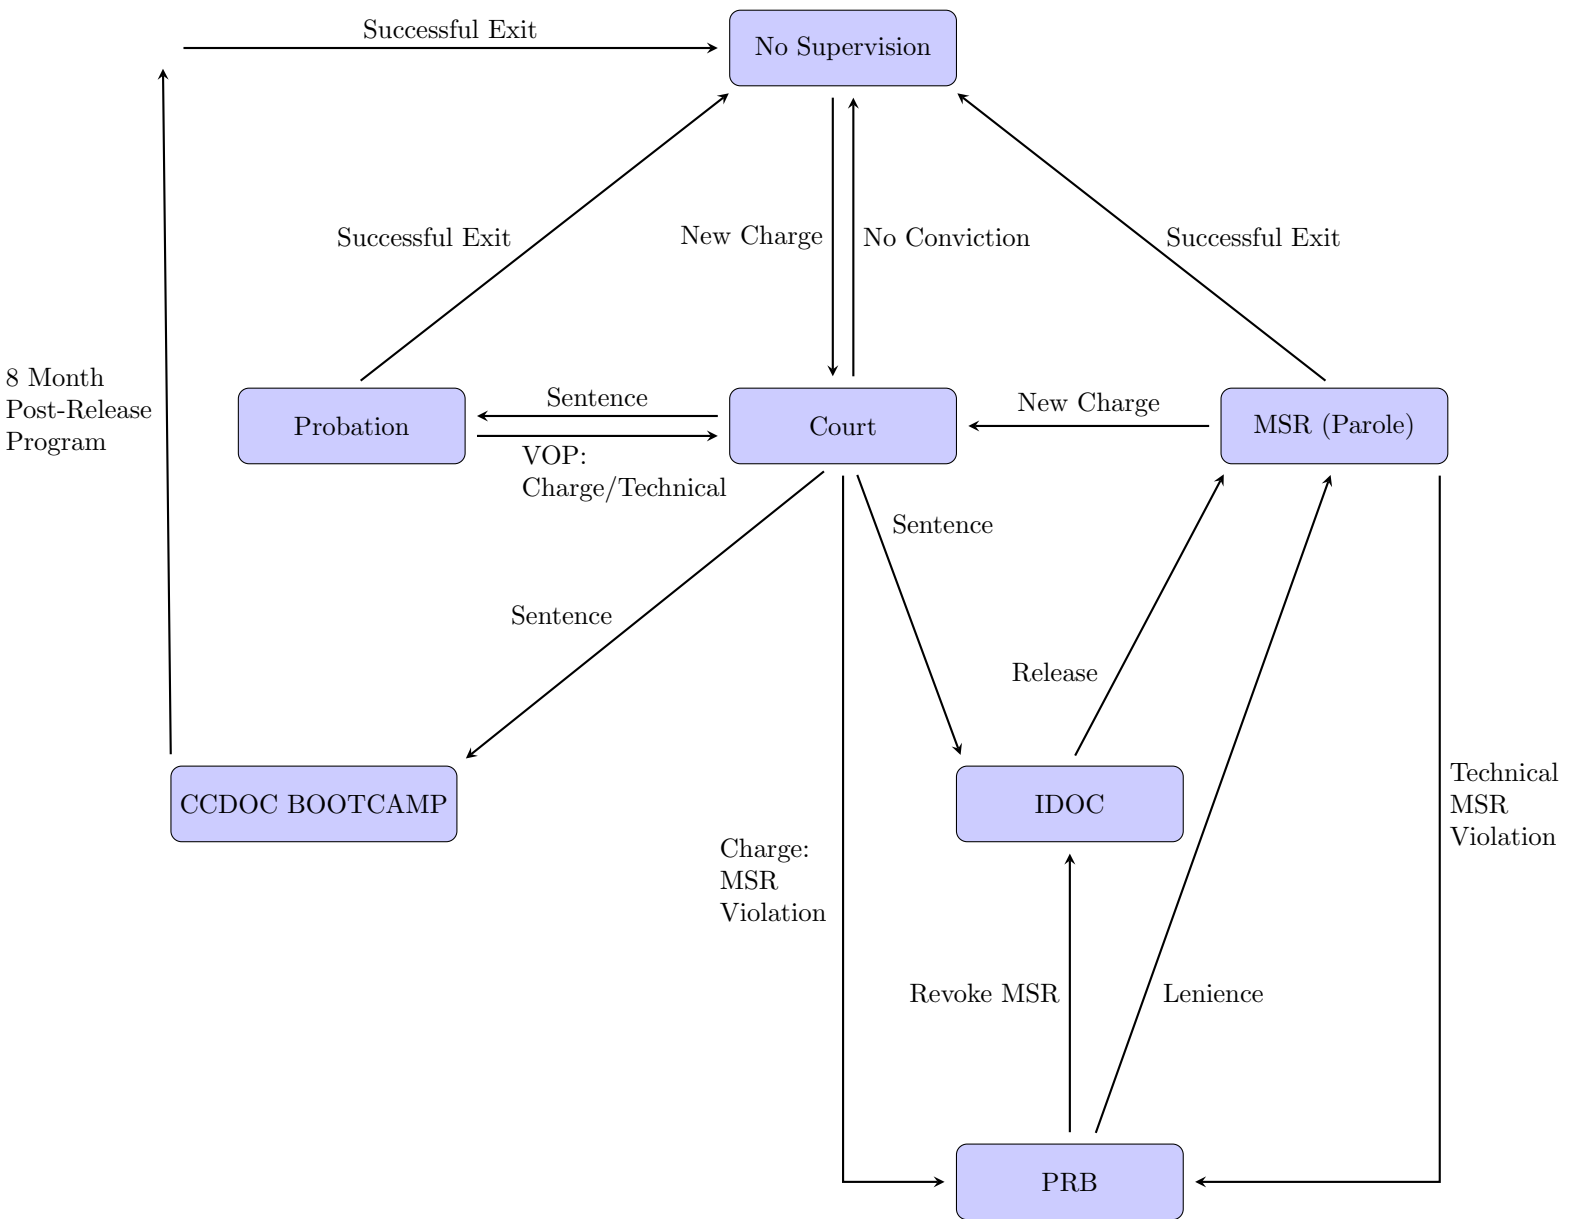 Successful Exit
No Supervision
Successful Exit
New Charge
No Conviction
Successful Exit
8 Month
Post-Release
Program
Probation
Sentence
VOP:
Charge/Technical
Court
New Charge
MSR (Parole)
Sentence
Sentence
Release
CCDOC BOOTCAMP
IDOC
Technical
MSR
Violation
Charge:
MSR
Violation
Revoke MSR
Lenience
PRB